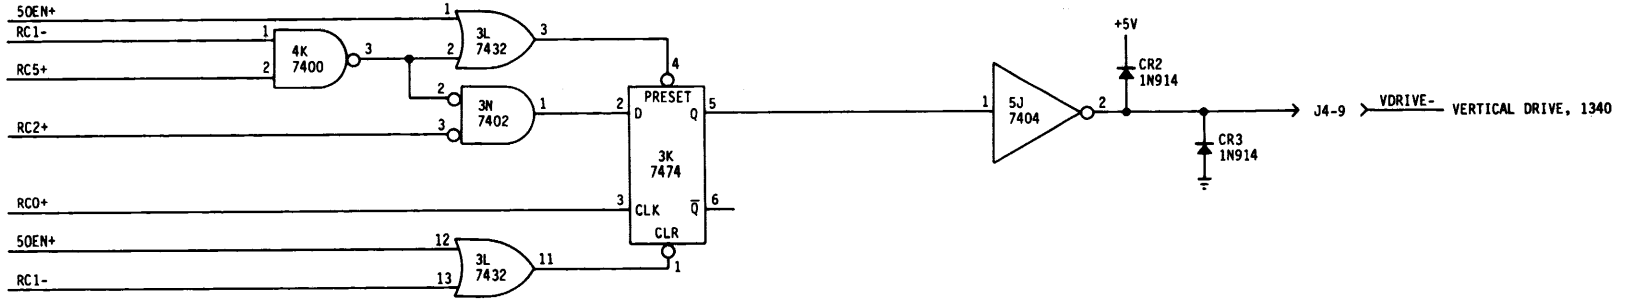 50EN+
RC1-
RC5+
RC2+
RC0+
50EN+
RC1-
1
2
4K
7400
3
1
2
3L
7432
3
2
3
3N
7402
1
4
PRESET
2
D
Q
5
3K
7474
3
CLK
Q̅
6
CLR
1
12
13
3L
7432
11
1
5J
7404
2
+5V
CR2
1N914
CR3
1N914
J4-9
VDRIVE-
VERTICAL DRIVE, 1340